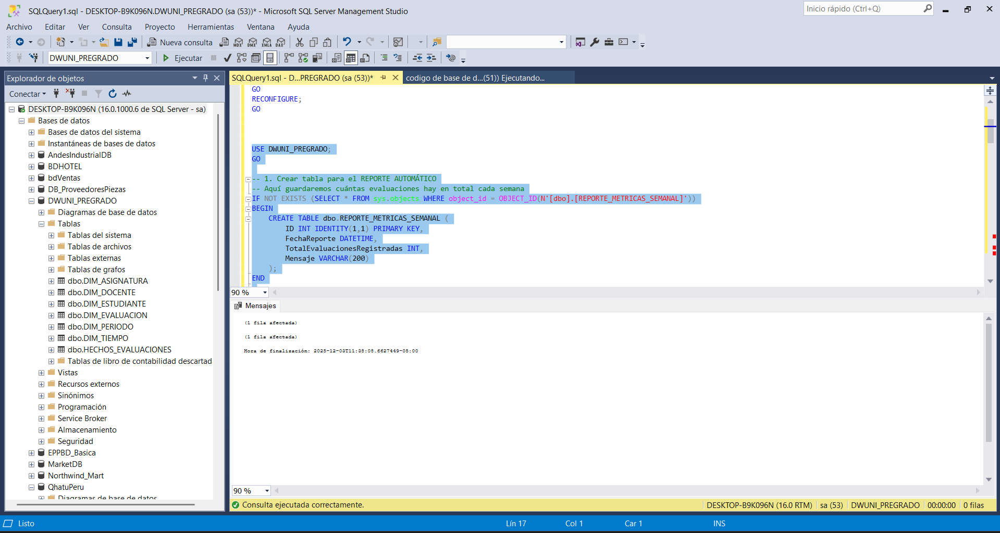 SQLQuery1.sql - DESKTOP-B9K096N.DWUNI_PREGRADO (sa (53))* - Microsoft SQL Server Management Studio
Inicio rápido (Ctrl+Q)
Archivo Editar Ver Consulta Proyecto Herramientas Ventana Ayuda
Nueva consulta
MDX DMX XMLA DAX
DWUNI_PREGRADO
Ejecutar
Explorador de objetos
Conectar
DESKTOP-B9K096N (16.0.1000.6 de SQL Server - sa)
Bases de datos
Bases de datos del sistema
Instantáneas de bases de datos
AndesIndustrialDB
BDHOTEL
bdVentas
DB_ProveedoresPiezas
DWUNI_PREGRADO
Diagramas de base de datos
Tablas
Tablas del sistema
Tablas de archivos
Tablas externas
Tablas de grafos
dbo.DIM_ASIGNATURA
dbo.DIM_DOCENTE
dbo.DIM_ESTUDIANTE
dbo.DIM_EVALUACION
dbo.DIM_PERIODO
dbo.DIM_TIEMPO
dbo.HECHOS_EVALUACIONES
Tablas de libro de contabilidad descartad
Vistas
Recursos externos
Sinónimos
Programación
Service Broker
Almacenamiento
Seguridad
EPPBD_Basica
MarketDB
Northwind_Mart
QhatuPeru
Diagramas de base de datos
SQLQuery1.sql - D...PREGRADO (sa (53))*
codigo de base de d...(51)) Ejecutando...
GO
RECONFIGURE;
GO
USE DWUNI_PREGRADO;
GO
-- 1. Crear tabla para el REPORTE AUTOMÁTICO
-- Aquí guardaremos cuántas evaluaciones hay en total cada semana
IF NOT EXISTS (SELECT * FROM sys.objects WHERE object_id = OBJECT_ID(N'[dbo].[REPORTE_METRICAS_SEMANAL]'))
BEGIN
CREATE TABLE dbo.REPORTE_METRICAS_SEMANAL (
ID INT IDENTITY(1,1) PRIMARY KEY,
FechaReporte DATETIME,
TotalEvaluacionesRegistradas INT,
Mensaje VARCHAR(200)
);
END
90 %
Mensajes
(1 fila afectada)
(1 fila afectada)
Hora de finalización: 2025-12-03T11:38:08.6627449-05:00
90 %
Consulta ejecutada correctamente.
DESKTOP-B9K096N (16.0 RTM) sa (53) DWUNI_PREGRADO 00:00:00 0 filas
Listo
Lín 17 Col 1 Car 1 INS